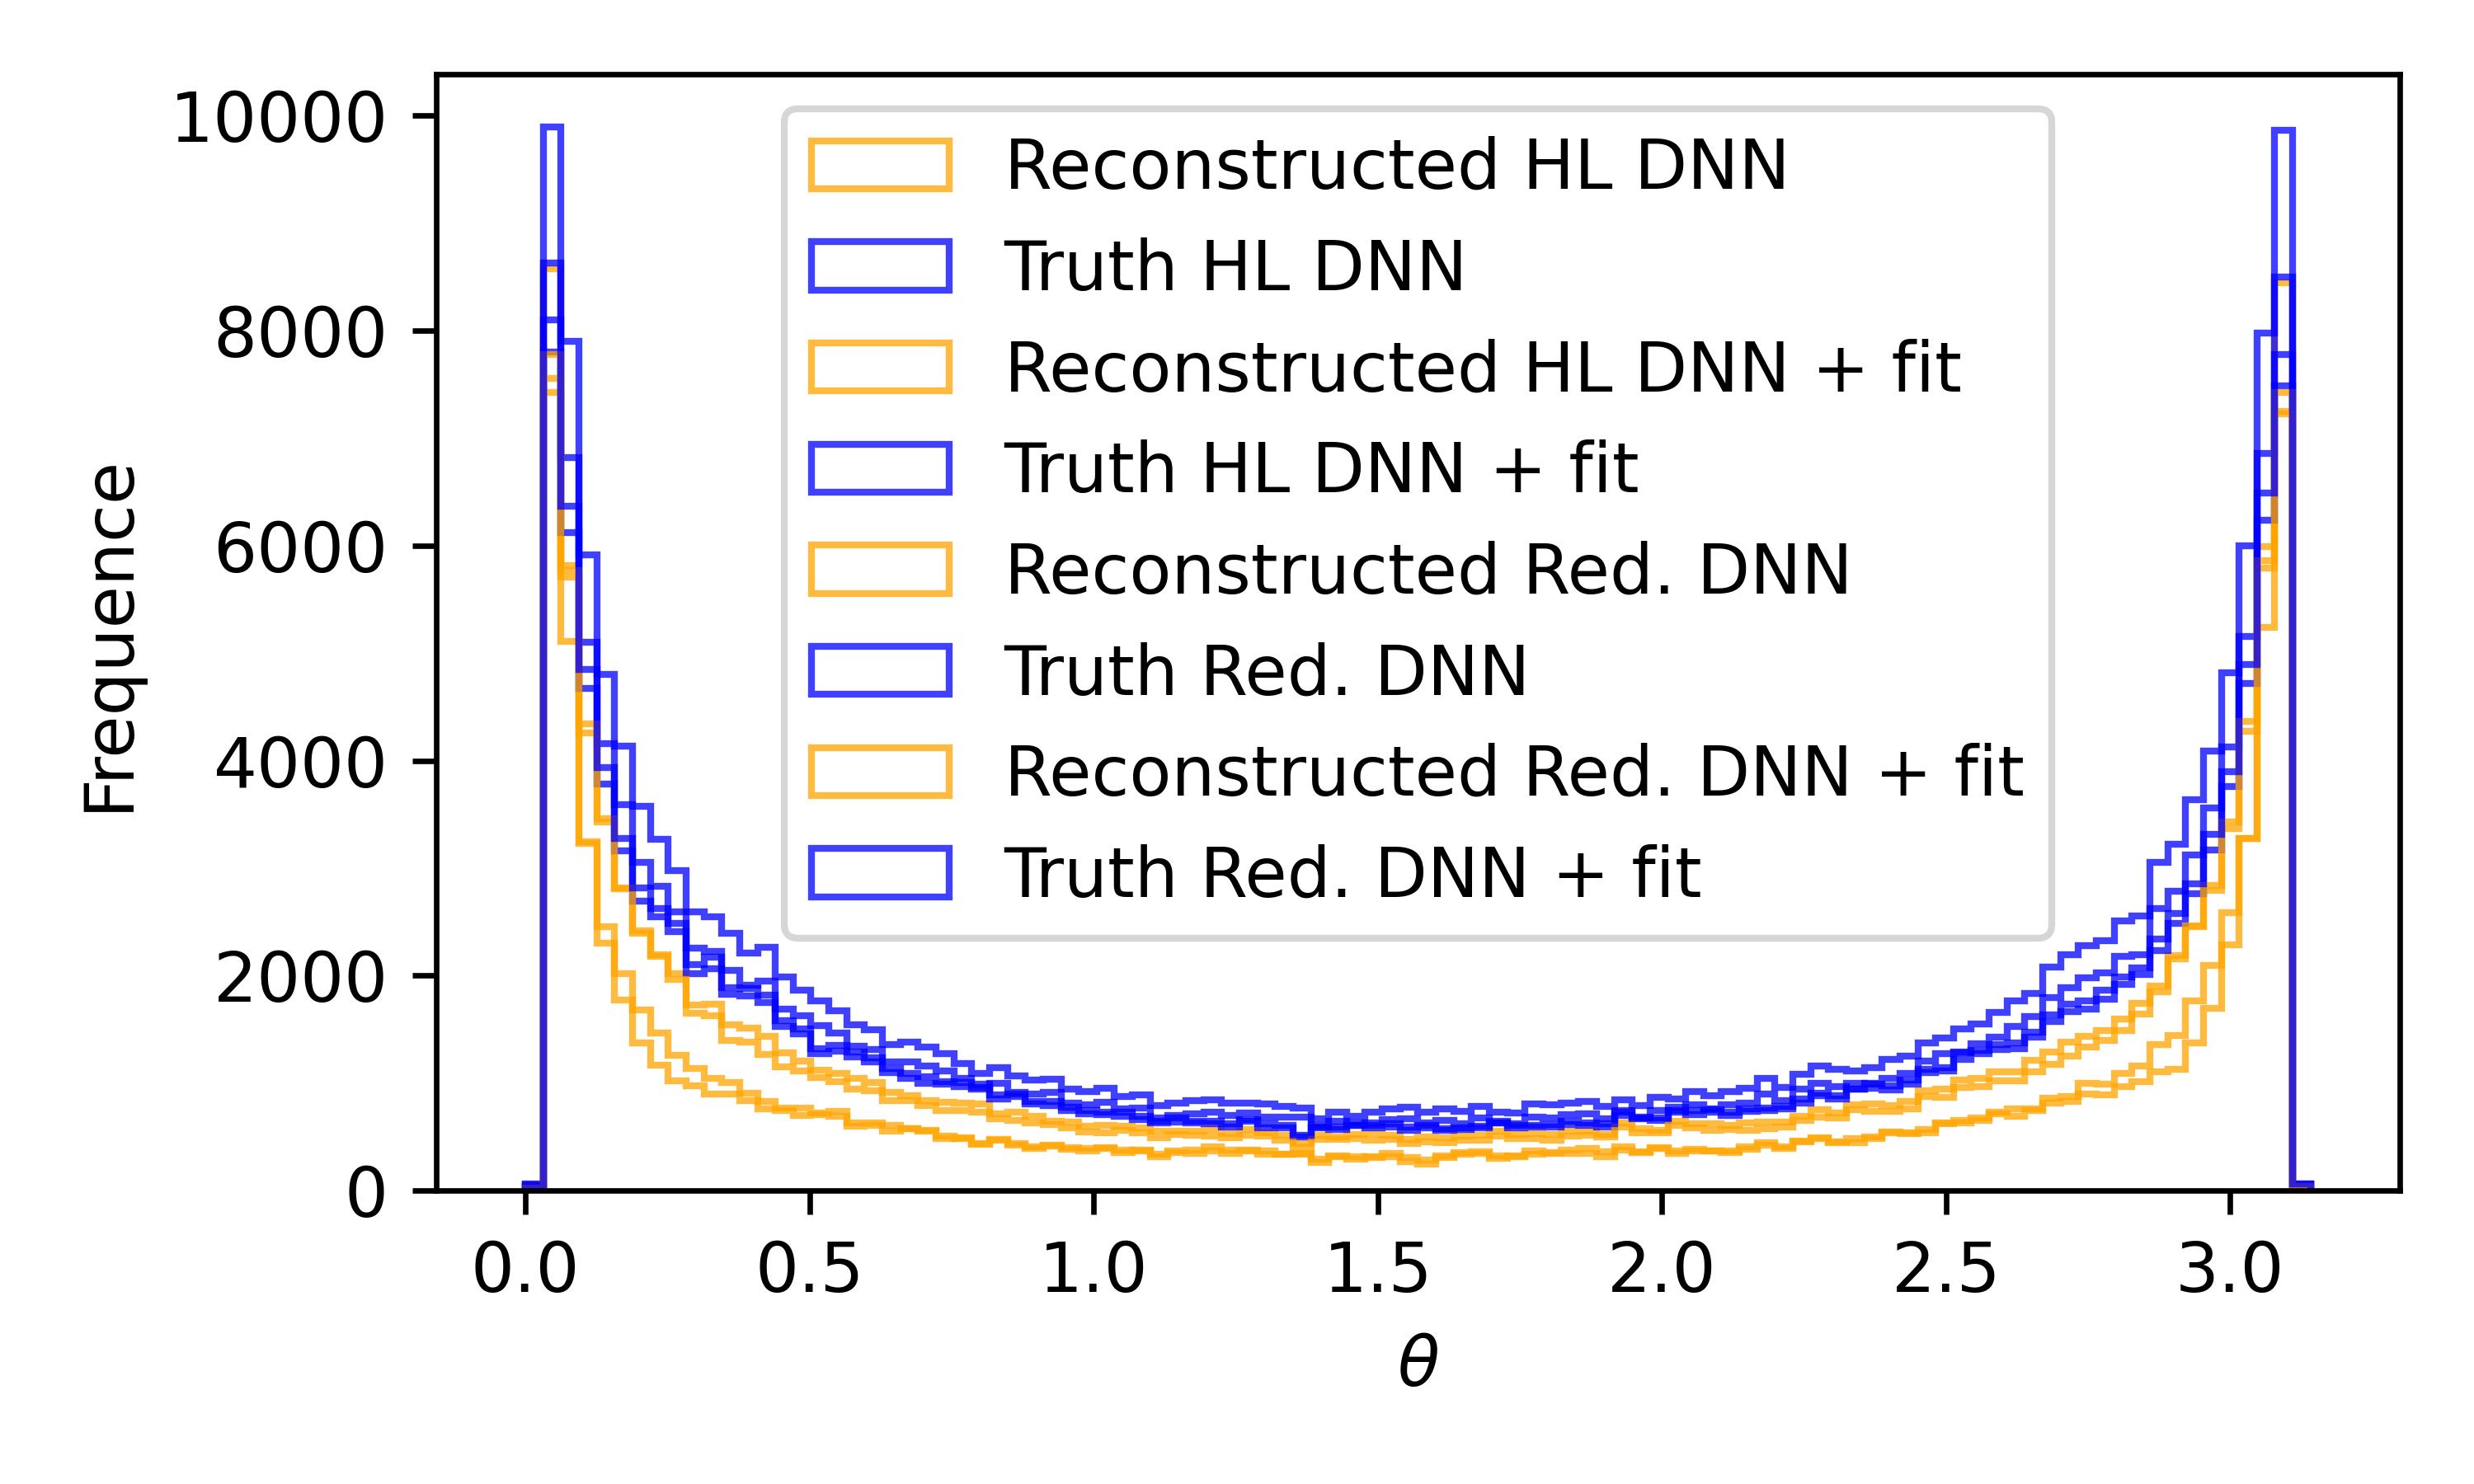 10000
8000
6000
4000
2000
0
Frequence
Reconstructed HL DNN
Truth HL DNN
Reconstructed HL DNN + fit
Truth HL DNN + fit
Reconstructed Red. DNN
Truth Red. DNN
Reconstructed Red. DNN + fit
Truth Red. DNN + fit
0.0 0.5 1.0 1.5 2.0 2.5 3.0
θ